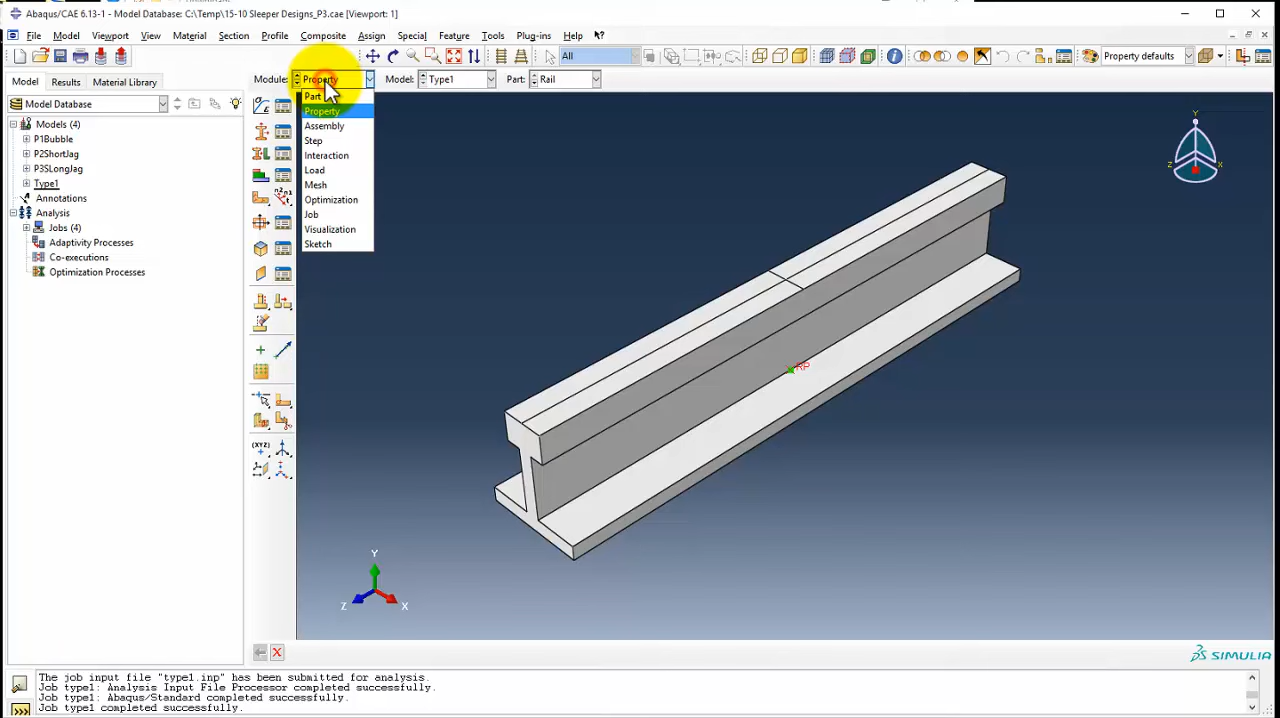 Abaqus/CAE 6.13-1 - Model Database: C:\Temp\15-10 Sleeper Designs_P3.cae [Viewport: 1]
File Model Viewport View Material Section Profile Composite Assign Special Feature Tools Plug-ins Help
All Property defaults
Model Results Material Library Module: Property Model: Type1 Part: Rail
Model Database
Models (4)
P1Bubble
P2ShortJag
P3SLongJag
Type1
Annotations
Analysis
Jobs (4)
Adaptivity Processes
Co-executions
Optimization Processes
Part
Property
Assembly
Step
Interaction
Load
Mesh
Optimization
Job
Visualization
Sketch
(XYZ)
Y
Z X
RP
Y
Z X
SIMULIA
The job input file "type1.inp" has been submitted for analysis.
Job type1: Analysis Input File Processor completed successfully.
Job type1: Abaqus/Standard completed successfully.
Job type1 completed successfully.
>>>